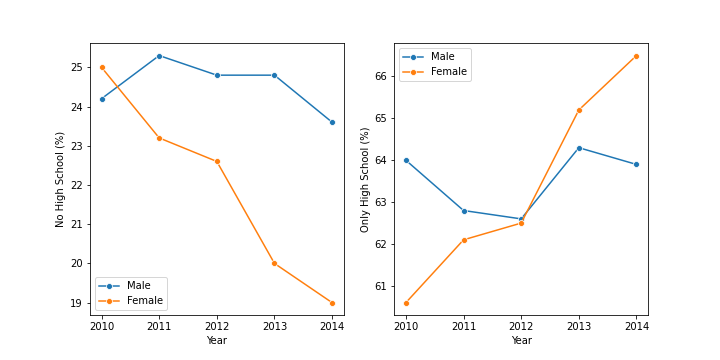 No High School (%)
25
24
23
22
21
20
19
Male
Female
2010
2011
2012
2013
2014
Year
Only High School (%)
66
65
64
63
62
61
Male
Female
2010
2011
2012
2013
2014
Year